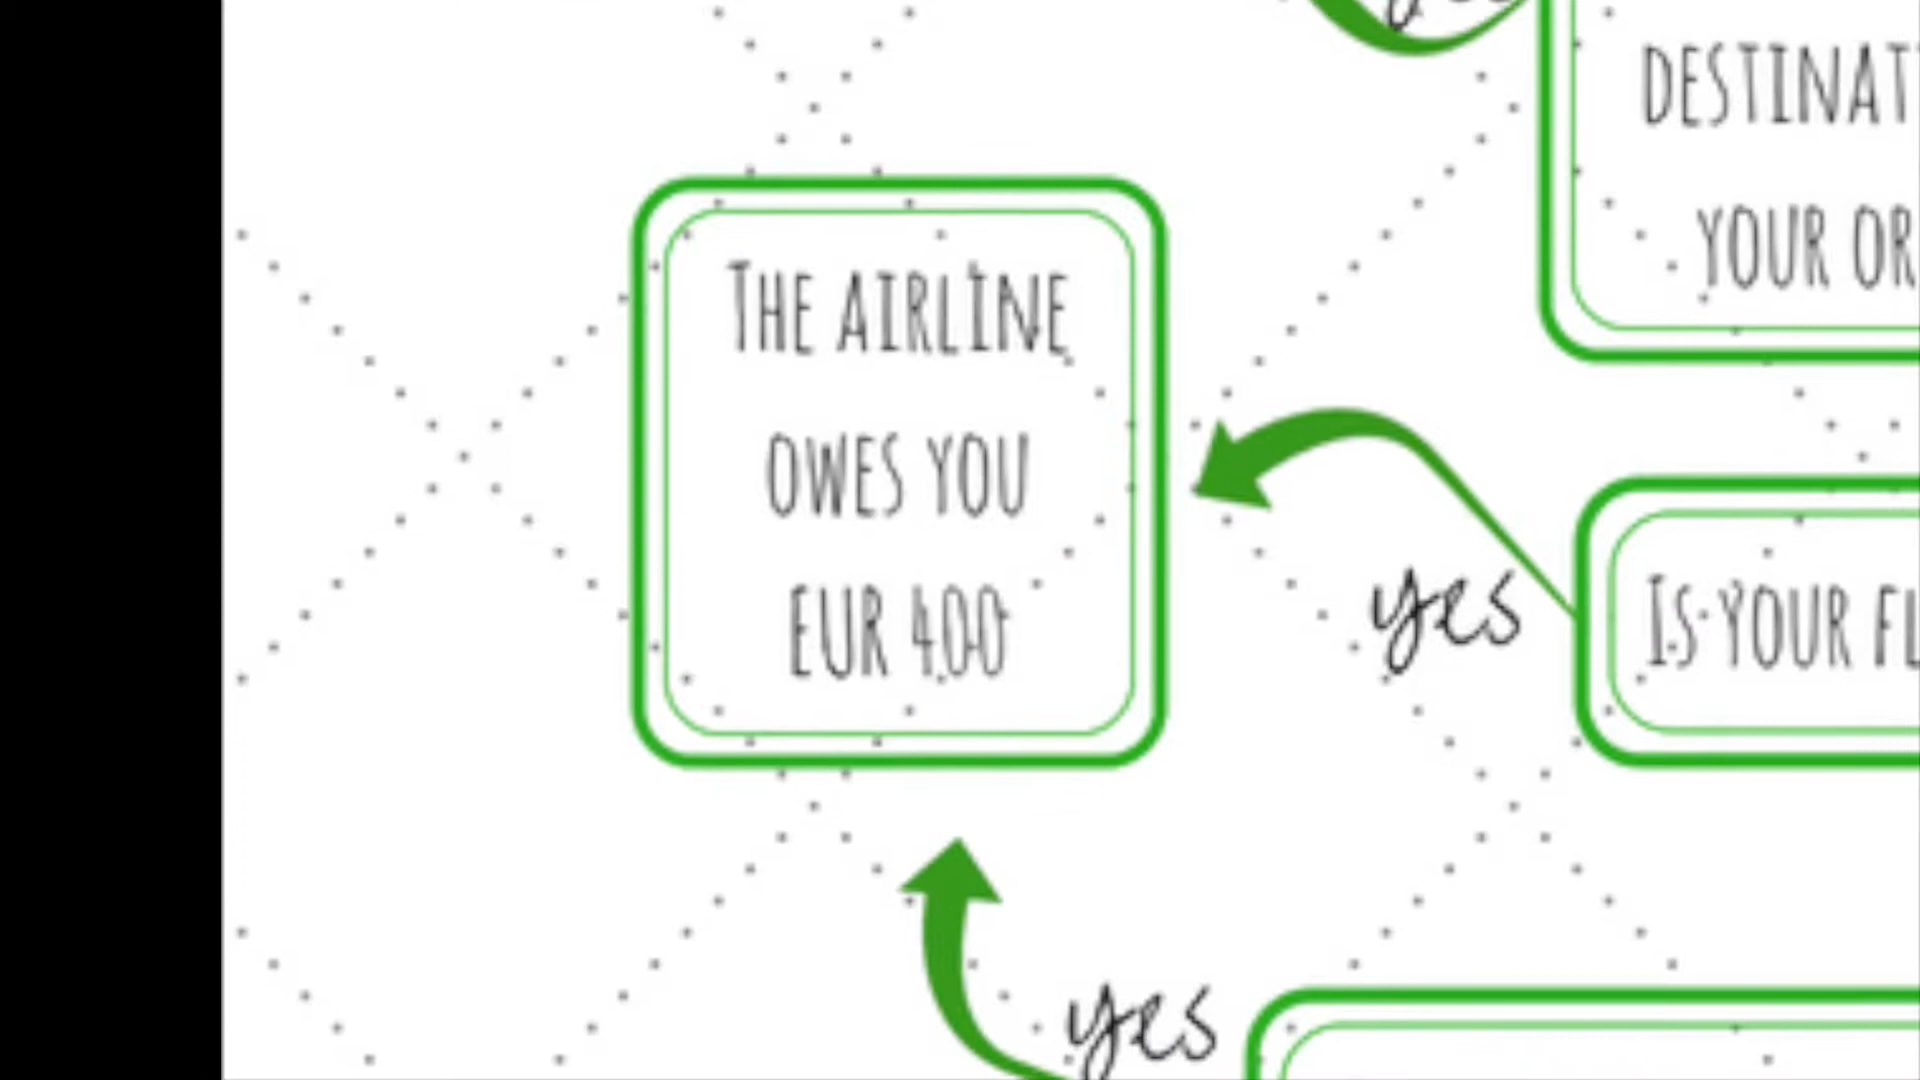 DESTINAT
YOUR OR
THE AIRLINE
OWES YOU
EUR 400
yes
IS YOUR FL
yes